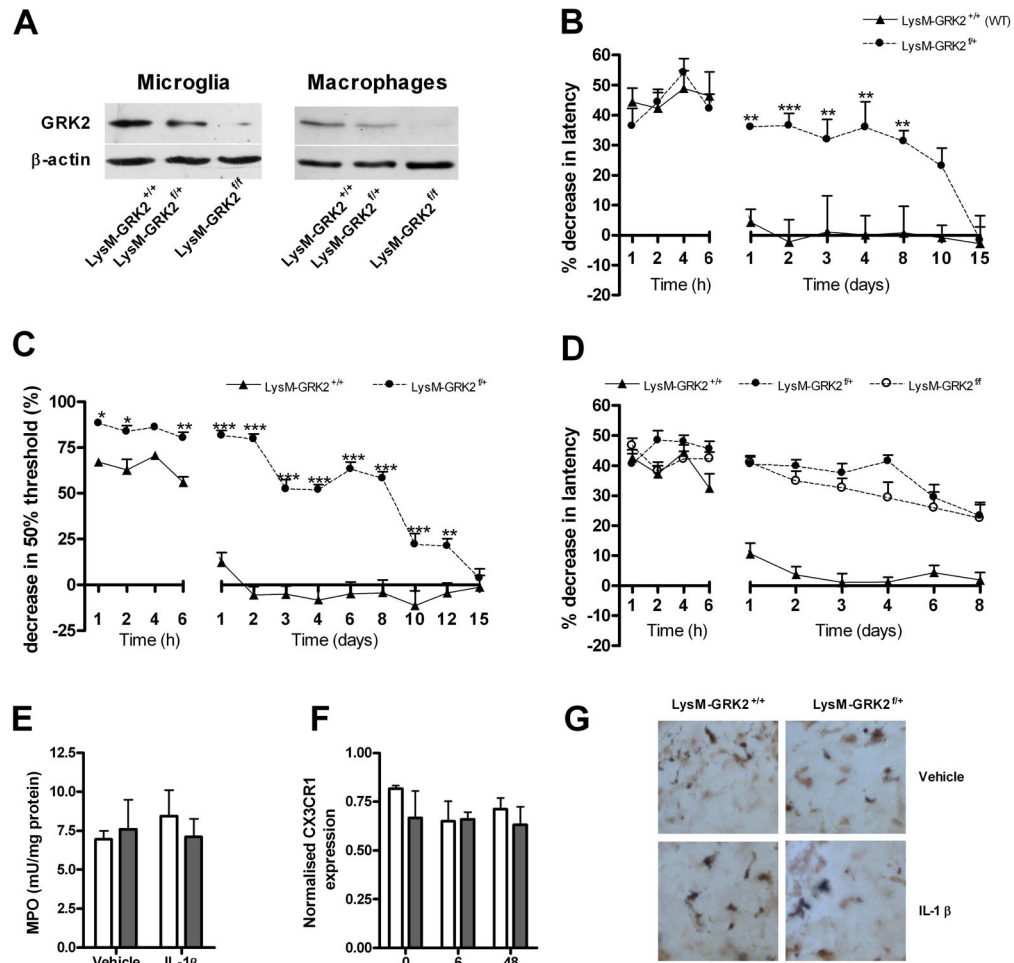 A
Microglia
Macrophages
GRK2
β-actin
LysM-GRK2+/+
LysM-GRK2f/+
LysM-GRK2f/f
LysM-GRK2+/+
LysM-GRK2f/+
LysM-GRK2f/f
B
LysM-GRK2+/+ (WT)
LysM-GRK2f/+
% decrease in latency
60
50
40
30
20
10
0
-10
-20
** *** ** ** **
1 2 4 6 1 2 3 4 8 10 15
Time (h) Time (days)
C
LysM-GRK2+/+ LysM-GRK2f/+
decrease in 50% threshold (%)
100
75
50
25
0
-25
* * ** *** *** *** *** *** *** *** **
1 2 4 6 1 2 3 4 6 8 10 12 15
Time (h) Time (days)
D
LysM-GRK2+/+ LysM-GRK2f/+ LysM-GRK2f/f
% decrease in lantency
60
50
40
30
20
10
0
-10
-20
1 2 4 6 1 2 3 4 6 8
Time (h) Time (days)
E
MPO (mU/mg protein)
12.5
10.0
7.5
5.0
2.5
0.0
Vehicle IL-1β
F
Normalised CX3CR1
expression
1.00
0.75
0.50
0.25
0.00
0 6 48
G
LysM-GRK2+/+ LysM-GRK2f/+
Vehicle
IL-1 β